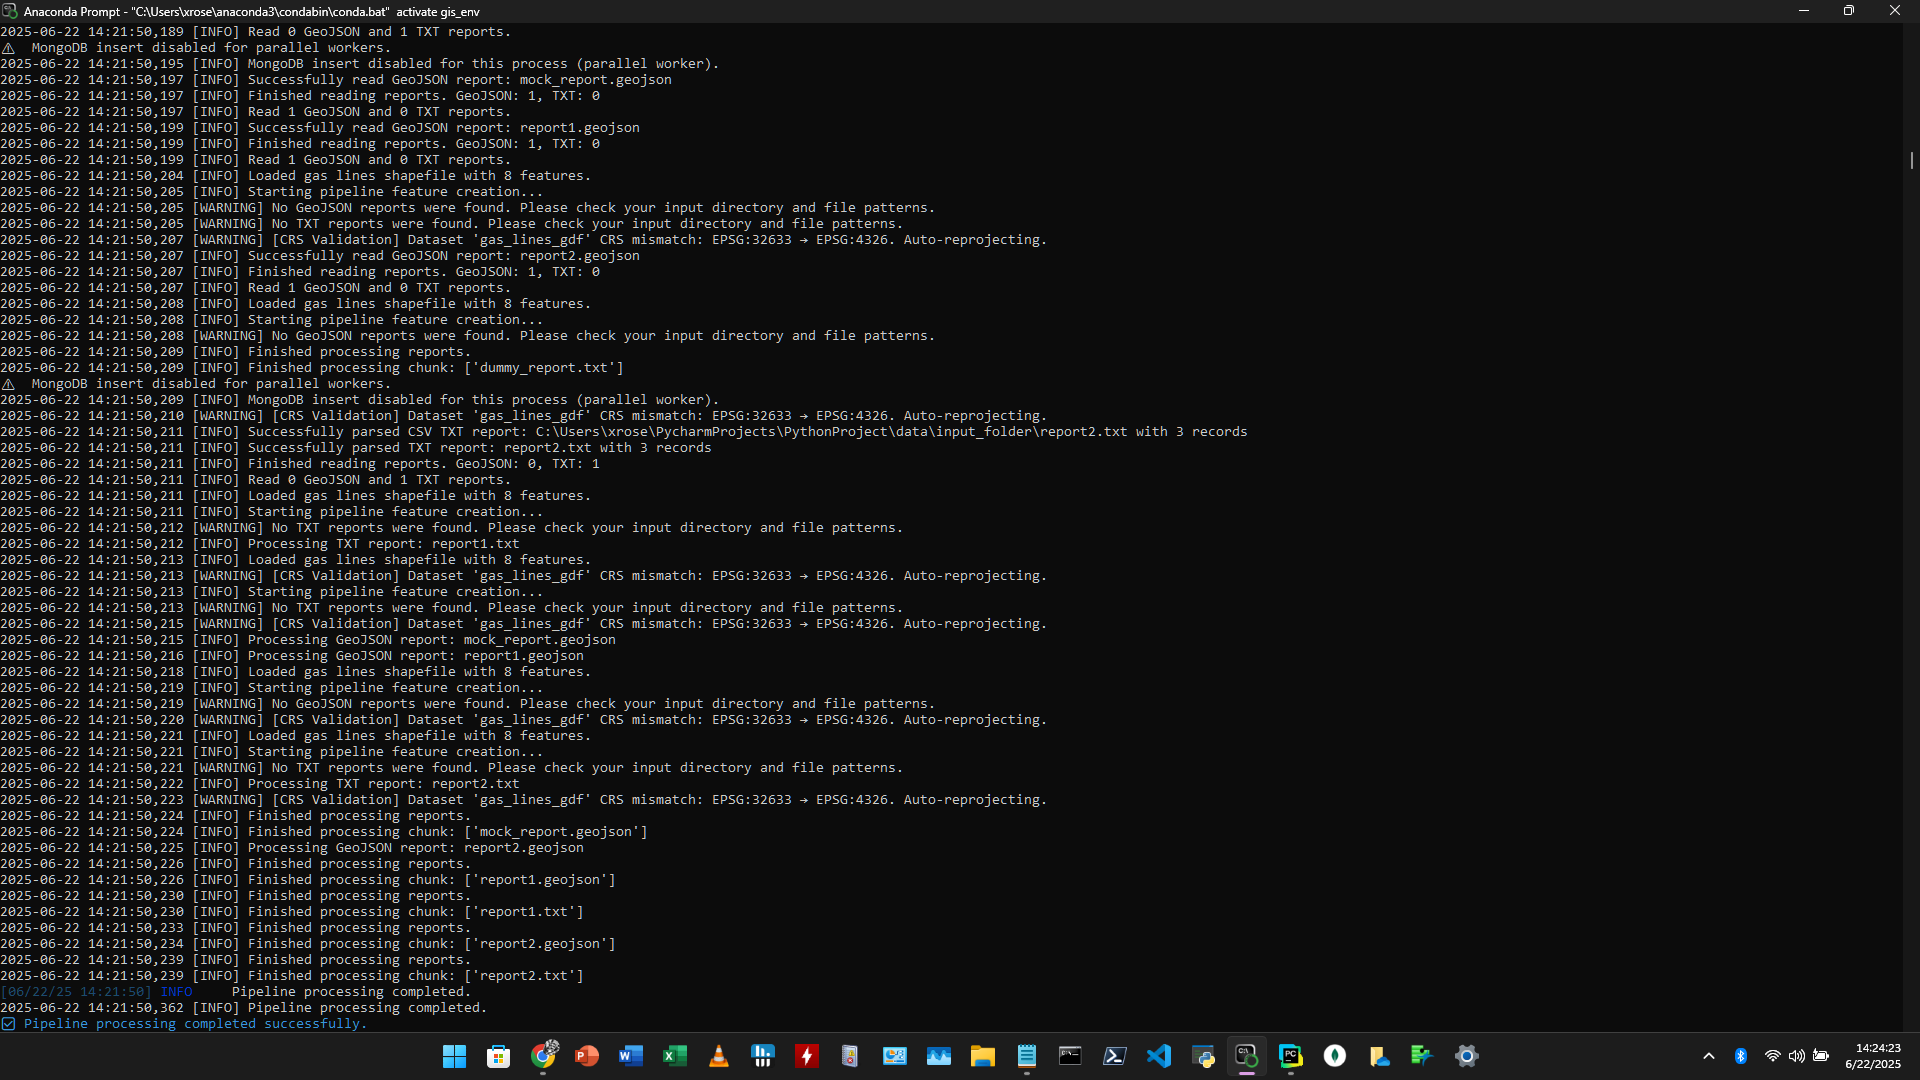 Anaconda Prompt - "C:\Users\xrose\anaconda3\condabin\conda.bat"  activate gis_env
2025-06-22 14:21:50,189 [INFO] Read 0 GeoJSON and 1 TXT reports.
⚠  MongoDB insert disabled for parallel workers.
2025-06-22 14:21:50,195 [INFO] MongoDB insert disabled for this process (parallel worker).
2025-06-22 14:21:50,197 [INFO] Successfully read GeoJSON report: mock_report.geojson
2025-06-22 14:21:50,197 [INFO] Finished reading reports. GeoJSON: 1, TXT: 0
2025-06-22 14:21:50,197 [INFO] Read 1 GeoJSON and 0 TXT reports.
2025-06-22 14:21:50,199 [INFO] Successfully read GeoJSON report: report1.geojson
2025-06-22 14:21:50,199 [INFO] Finished reading reports. GeoJSON: 1, TXT: 0
2025-06-22 14:21:50,199 [INFO] Read 1 GeoJSON and 0 TXT reports.
2025-06-22 14:21:50,204 [INFO] Loaded gas lines shapefile with 8 features.
2025-06-22 14:21:50,205 [INFO] Starting pipeline feature creation...
2025-06-22 14:21:50,205 [WARNING] No GeoJSON reports were found. Please check your input directory and file patterns.
2025-06-22 14:21:50,205 [WARNING] No TXT reports were found. Please check your input directory and file patterns.
2025-06-22 14:21:50,207 [WARNING] [CRS Validation] Dataset 'gas_lines_gdf' CRS mismatch: EPSG:32633 → EPSG:4326. Auto-reprojecting.
2025-06-22 14:21:50,207 [INFO] Successfully read GeoJSON report: report2.geojson
2025-06-22 14:21:50,207 [INFO] Finished reading reports. GeoJSON: 1, TXT: 0
2025-06-22 14:21:50,207 [INFO] Read 1 GeoJSON and 0 TXT reports.
2025-06-22 14:21:50,208 [INFO] Loaded gas lines shapefile with 8 features.
2025-06-22 14:21:50,208 [INFO] Starting pipeline feature creation...
2025-06-22 14:21:50,208 [WARNING] No GeoJSON reports were found. Please check your input directory and file patterns.
2025-06-22 14:21:50,209 [INFO] Finished processing reports.
2025-06-22 14:21:50,209 [INFO] Finished processing chunk: ['dummy_report.txt']
⚠  MongoDB insert disabled for parallel workers.
2025-06-22 14:21:50,209 [INFO] MongoDB insert disabled for this process (parallel worker).
2025-06-22 14:21:50,210 [WARNING] [CRS Validation] Dataset 'gas_lines_gdf' CRS mismatch: EPSG:32633 → EPSG:4326. Auto-reprojecting.
2025-06-22 14:21:50,211 [INFO] Successfully parsed CSV TXT report: C:\Users\xrose\PycharmProjects\PythonProject\data\input_folder\report2.txt with 3 records
2025-06-22 14:21:50,211 [INFO] Successfully parsed TXT report: report2.txt with 3 records
2025-06-22 14:21:50,211 [INFO] Finished reading reports. GeoJSON: 0, TXT: 1
2025-06-22 14:21:50,211 [INFO] Read 0 GeoJSON and 1 TXT reports.
2025-06-22 14:21:50,211 [INFO] Loaded gas lines shapefile with 8 features.
2025-06-22 14:21:50,211 [INFO] Starting pipeline feature creation...
2025-06-22 14:21:50,212 [WARNING] No TXT reports were found. Please check your input directory and file patterns.
2025-06-22 14:21:50,212 [INFO] Processing TXT report: report1.txt
2025-06-22 14:21:50,213 [INFO] Loaded gas lines shapefile with 8 features.
2025-06-22 14:21:50,213 [WARNING] [CRS Validation] Dataset 'gas_lines_gdf' CRS mismatch: EPSG:32633 → EPSG:4326. Auto-reprojecting.
2025-06-22 14:21:50,213 [INFO] Starting pipeline feature creation...
2025-06-22 14:21:50,213 [WARNING] No TXT reports were found. Please check your input directory and file patterns.
2025-06-22 14:21:50,215 [WARNING] [CRS Validation] Dataset 'gas_lines_gdf' CRS mismatch: EPSG:32633 → EPSG:4326. Auto-reprojecting.
2025-06-22 14:21:50,215 [INFO] Processing GeoJSON report: mock_report.geojson
2025-06-22 14:21:50,216 [INFO] Processing GeoJSON report: report1.geojson
2025-06-22 14:21:50,218 [INFO] Loaded gas lines shapefile with 8 features.
2025-06-22 14:21:50,219 [INFO] Starting pipeline feature creation...
2025-06-22 14:21:50,219 [WARNING] No GeoJSON reports were found. Please check your input directory and file patterns.
2025-06-22 14:21:50,220 [WARNING] [CRS Validation] Dataset 'gas_lines_gdf' CRS mismatch: EPSG:32633 → EPSG:4326. Auto-reprojecting.
2025-06-22 14:21:50,221 [INFO] Loaded gas lines shapefile with 8 features.
2025-06-22 14:21:50,221 [INFO] Starting pipeline feature creation...
2025-06-22 14:21:50,221 [WARNING] No TXT reports were found. Please check your input directory and file patterns.
2025-06-22 14:21:50,222 [INFO] Processing TXT report: report2.txt
2025-06-22 14:21:50,223 [WARNING] [CRS Validation] Dataset 'gas_lines_gdf' CRS mismatch: EPSG:32633 → EPSG:4326. Auto-reprojecting.
2025-06-22 14:21:50,224 [INFO] Finished processing reports.
2025-06-22 14:21:50,224 [INFO] Finished processing chunk: ['mock_report.geojson']
2025-06-22 14:21:50,225 [INFO] Processing GeoJSON report: report2.geojson
2025-06-22 14:21:50,226 [INFO] Finished processing reports.
2025-06-22 14:21:50,226 [INFO] Finished processing chunk: ['report1.geojson']
2025-06-22 14:21:50,230 [INFO] Finished processing reports.
2025-06-22 14:21:50,230 [INFO] Finished processing chunk: ['report1.txt']
2025-06-22 14:21:50,233 [INFO] Finished processing reports.
2025-06-22 14:21:50,234 [INFO] Finished processing chunk: ['report2.geojson']
2025-06-22 14:21:50,239 [INFO] Finished processing reports.
2025-06-22 14:21:50,239 [INFO] Finished processing chunk: ['report2.txt']
[06/22/25 14:21:50] INFO     Pipeline processing completed.
2025-06-22 14:21:50,362 [INFO] Pipeline processing completed.
☑ Pipeline processing completed successfully.
14:24:23
6/22/2025